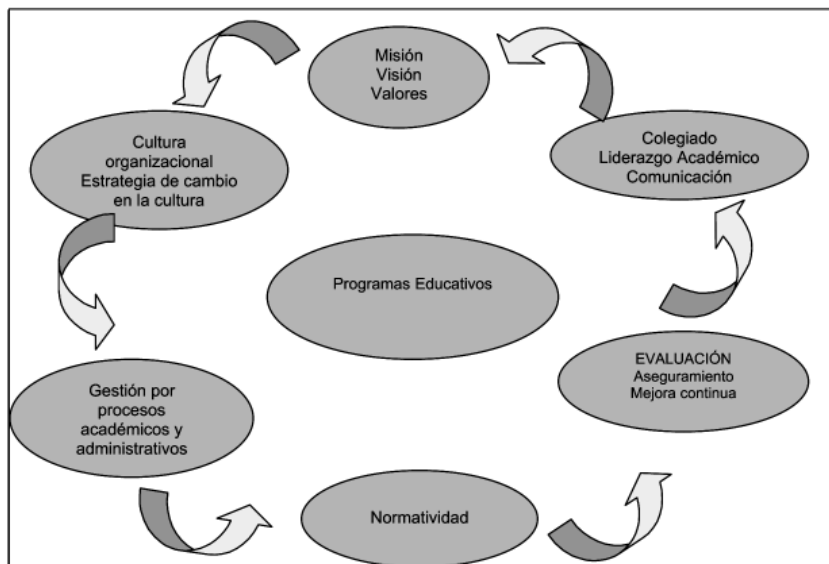 Misión
Visión
Valores
Cultura
organizacional
Estrategia de cambio
en la cultura
Colegiado
Liderazgo Académico
Comunicación
Programas Educativos
EVALUACIÓN
Aseguramiento
Mejora continua
Gestión por
procesos
académicos y
administrativos
Normatividad